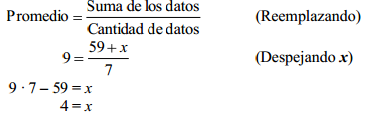 Promedio = Suma de los datos / Cantidad de datos (Reemplazando)
9 = 59 + x / 7 (Despejando x)
9 · 7 – 59 = x
4 = x